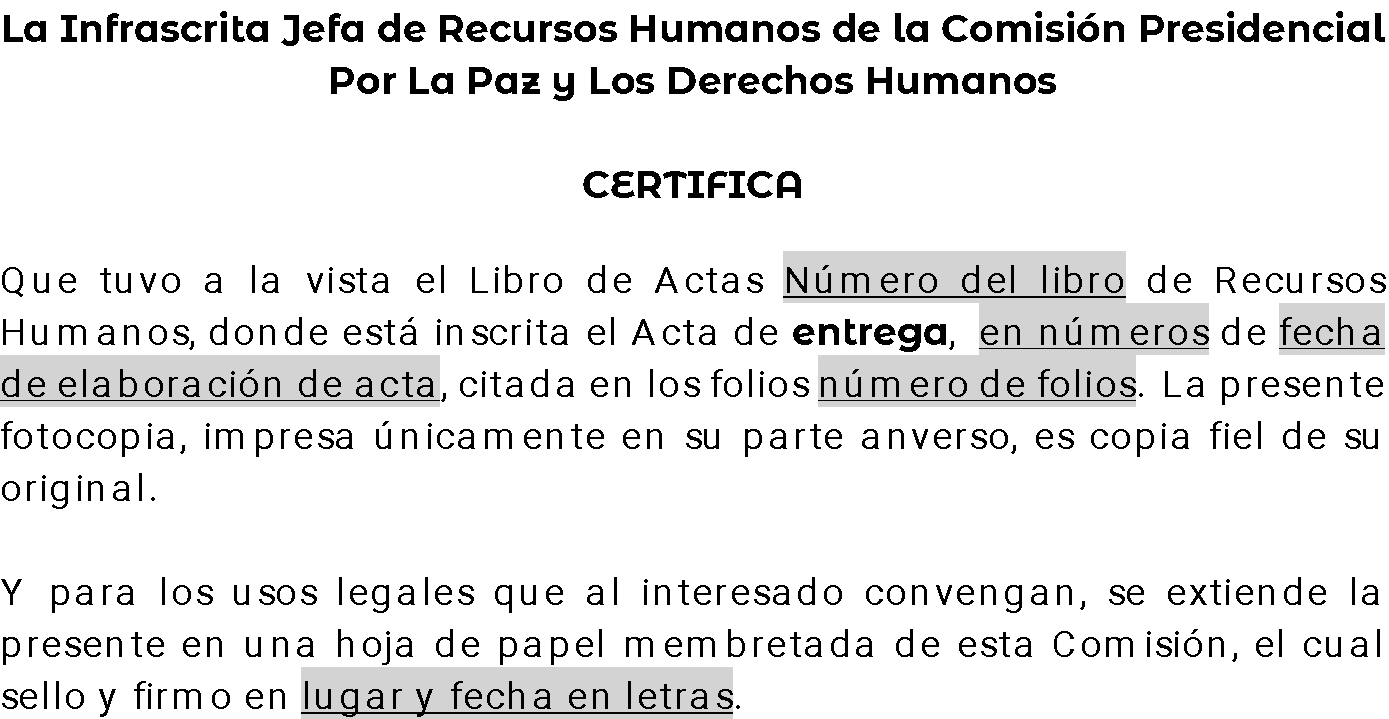 La Infrascrita Jefa de Recursos Humanos de la Comisión Presidencial
Por La Paz y Los Derechos Humanos
CERTIFICA
Que tuvo a la vista el Libro de Actas Número del libro de Recursos
Humanos, donde está inscrita el Acta de entrega, en números de fecha
de elaboración de acta, citada en los folios número de folios. La presente
fotocopia, impresa únicamente en su parte anverso, es copia fiel de su
original.
Y para los usos legales que al interesado convengan, se extiende la
presente en una hoja de papel membretada de esta Comisión, el cual
sello y firmo en lugar y fecha en letras.